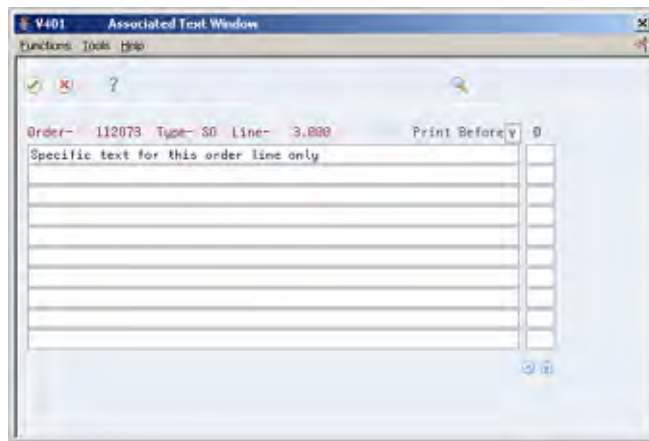 V401 Associated Text Window
Functions Tools Help
?
Order- 112073 Type- SO Line- 3.000 Print Before Y D
Specific text for this order line only